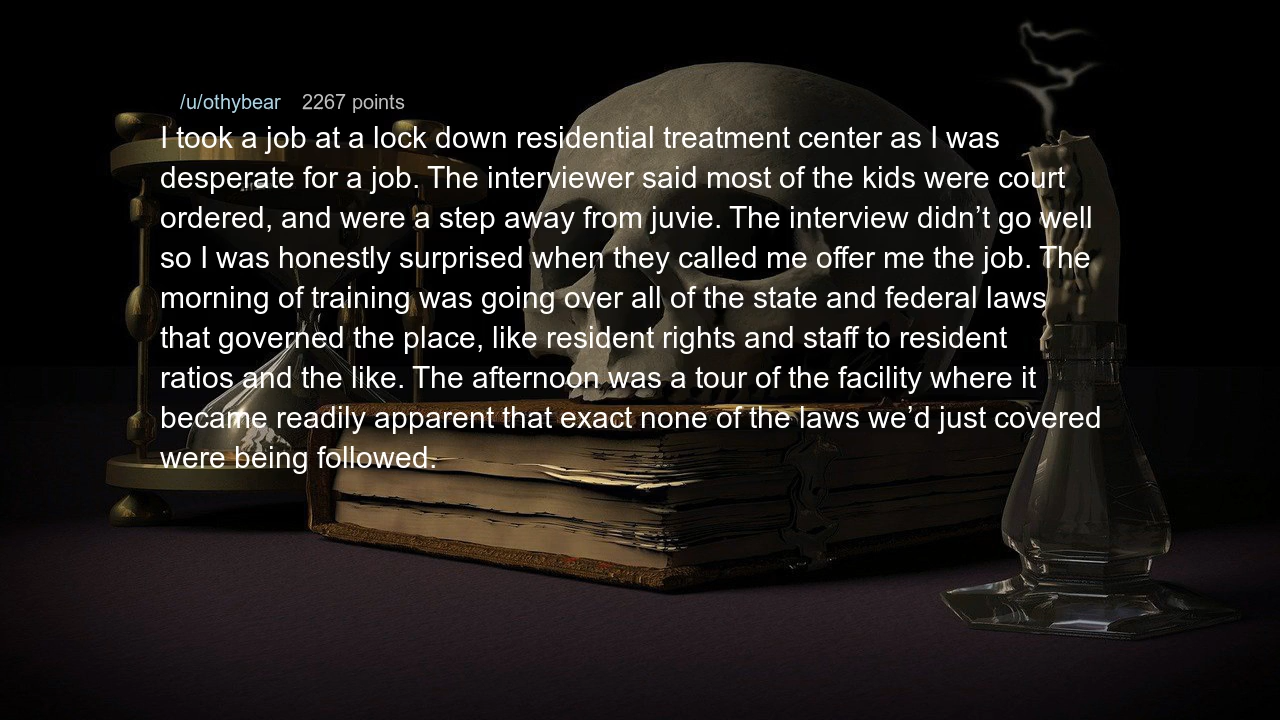 /u/othybear 2267 points
I took a job at a lock down residential treatment center as I was
desperate for a job. The interviewer said most of the kids were court
ordered, and were a step away from juvie. The interview didn’t go well
so I was honestly surprised when they called me offer me the job. The
morning of training was going over all of the state and federal laws
that governed the place, like resident rights and staff to resident
ratios and the like. The afternoon was a tour of the facility where it
became readily apparent that exact none of the laws we’d just covered
were being followed.